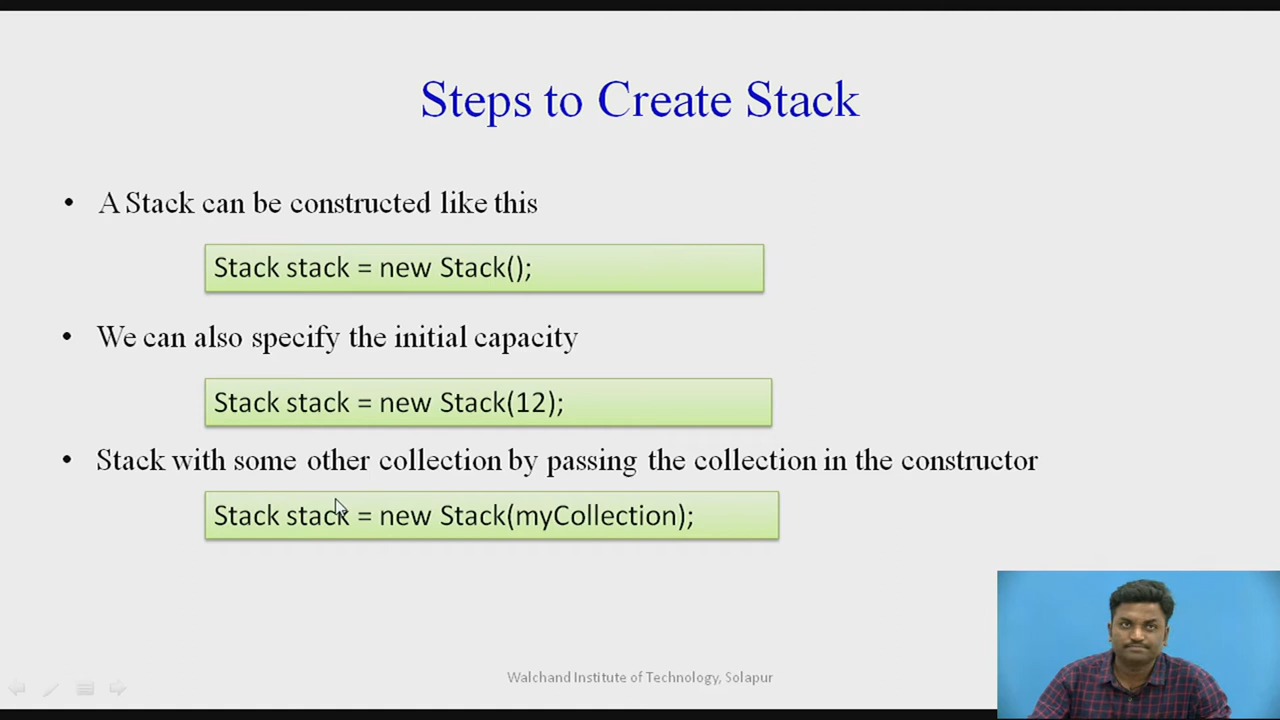 Steps to Create Stack
• A Stack can be constructed like this
Stack stack = new Stack();
• We can also specify the initial capacity
Stack stack = new Stack(12);
• Stack with some other collection by passing the collection in the constructor
Stack stack = new Stack(myCollection);
Walchand Institute of Technology, Solapur